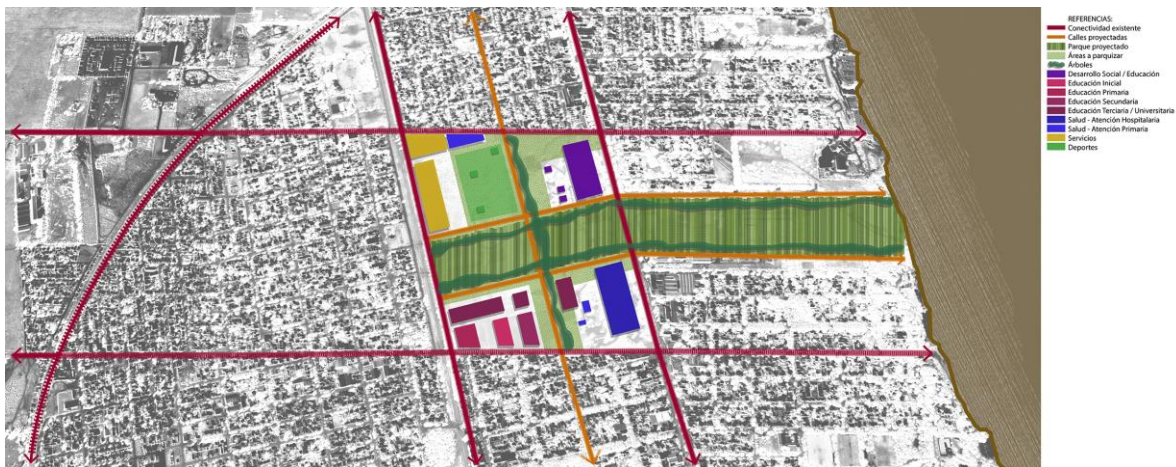 REFERENCIAS:
Conectividad existente
Calles proyectadas
Parque proyectado
Áreas a parquizar
Árboles
Desarrollo Social / Educación
Educación Inicial
Educación Primaria
Educación Secundaria
Educación Terciaria / Universitaria
Salud - Atención Hospitalaria
Salud - Atención Primaria
Servicios
Deportes